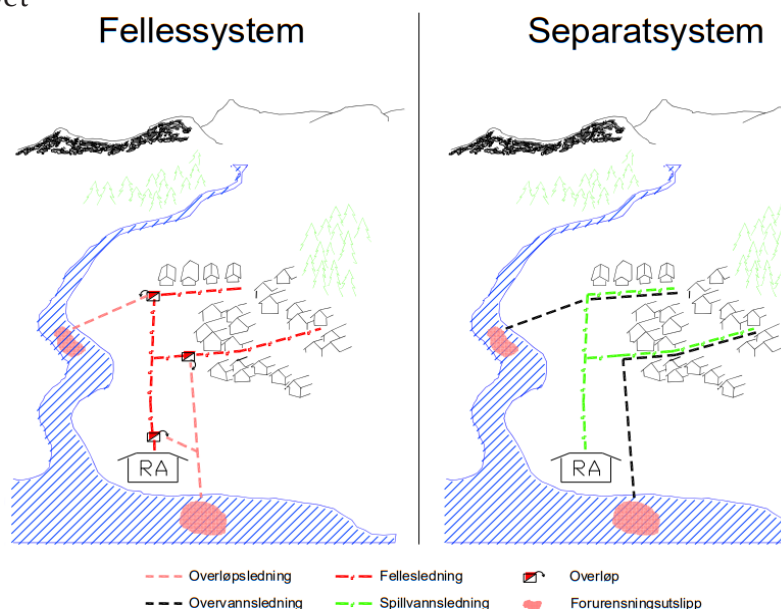 Fellessystem
Separatsystem
RA
RA
Overløpsledning
Fellesledning
Overløp
Overvannsledning
Spillvannsledning
Forurensningsutslipp